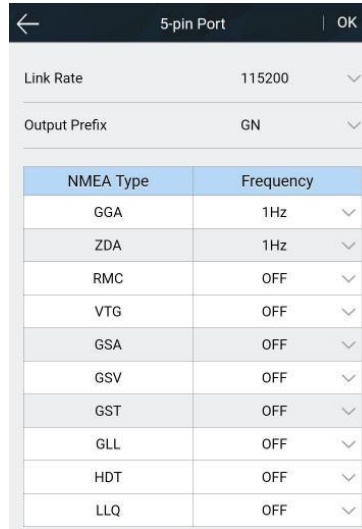 5-pin Port | OK
Link Rate 115200
Output Prefix GN
NMEA Type Frequency
GGA 1Hz
ZDA 1Hz
RMC OFF
VTG OFF
GSA OFF
GSV OFF
GST OFF
GLL OFF
HDT OFF
LLQ OFF